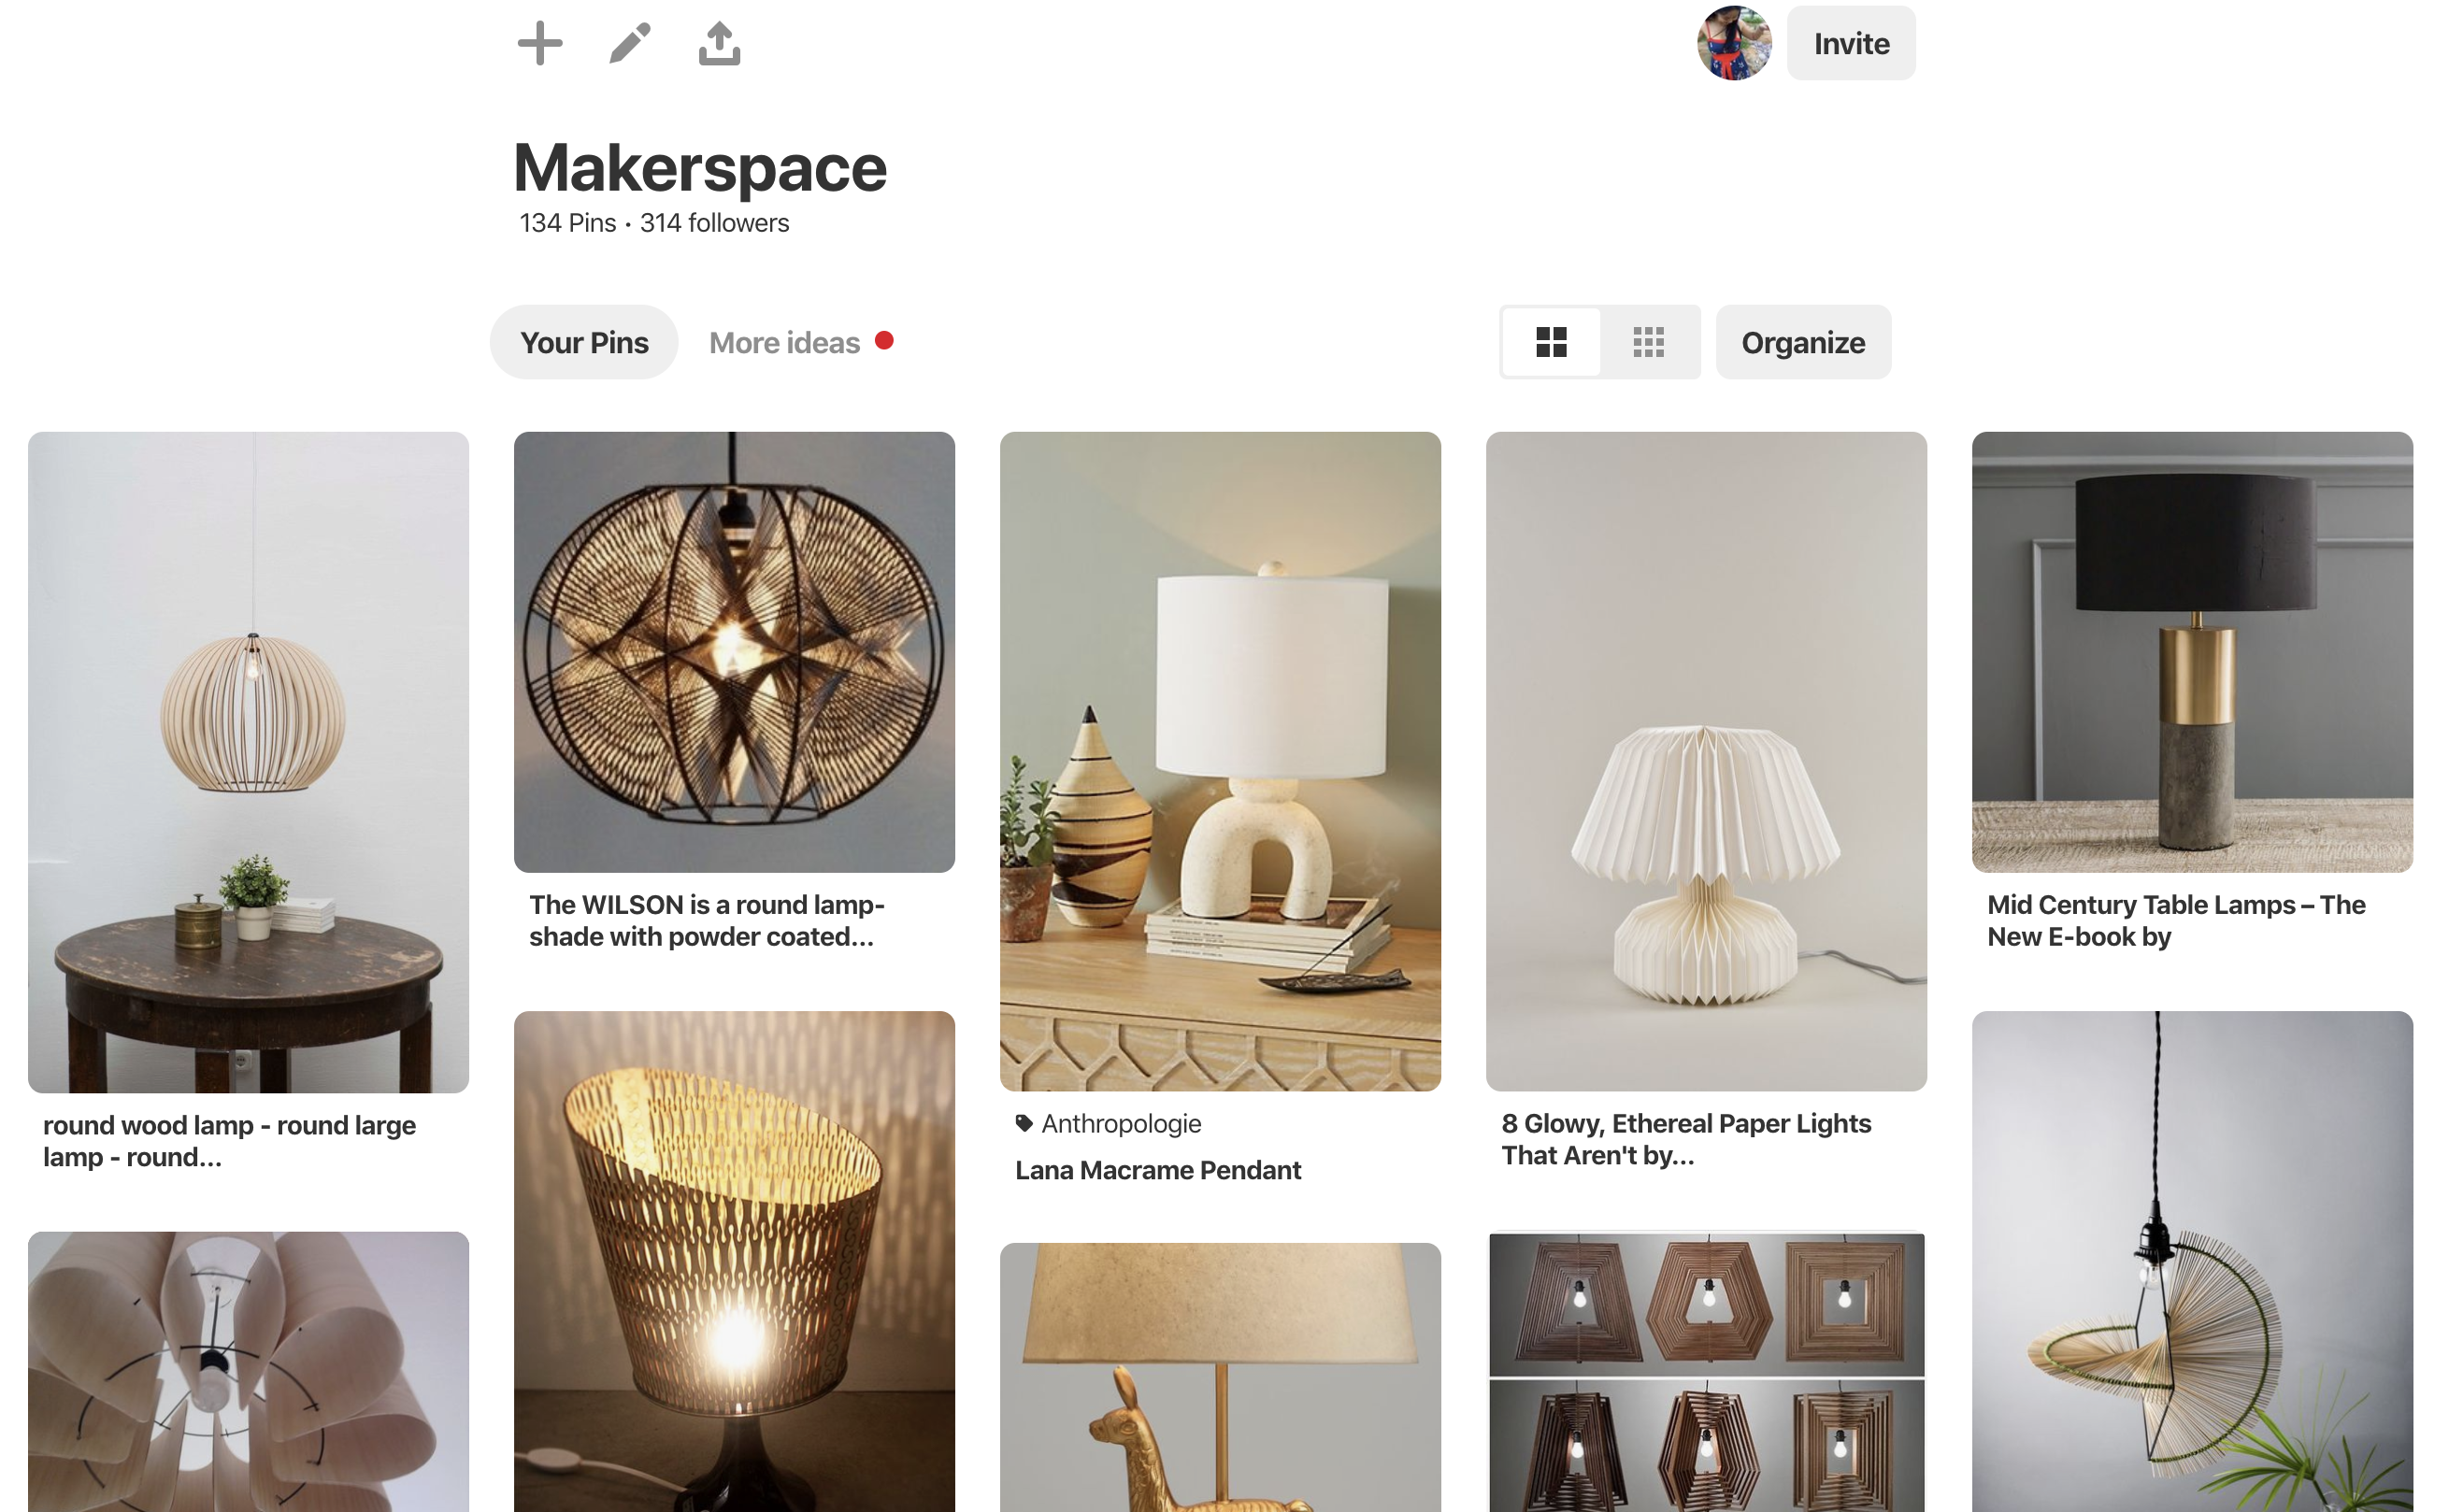 Invite
Makerspace
134 Pins · 314 followers
Your Pins
More ideas
Organize
The WILSON is a round lamp-
shade with powder coated...
Mid Century Table Lamps – The
New E-book by
round wood lamp - round large
lamp - round...
Anthropologie
Lana Macrame Pendant
8 Glowy, Ethereal Paper Lights
That Aren't by...